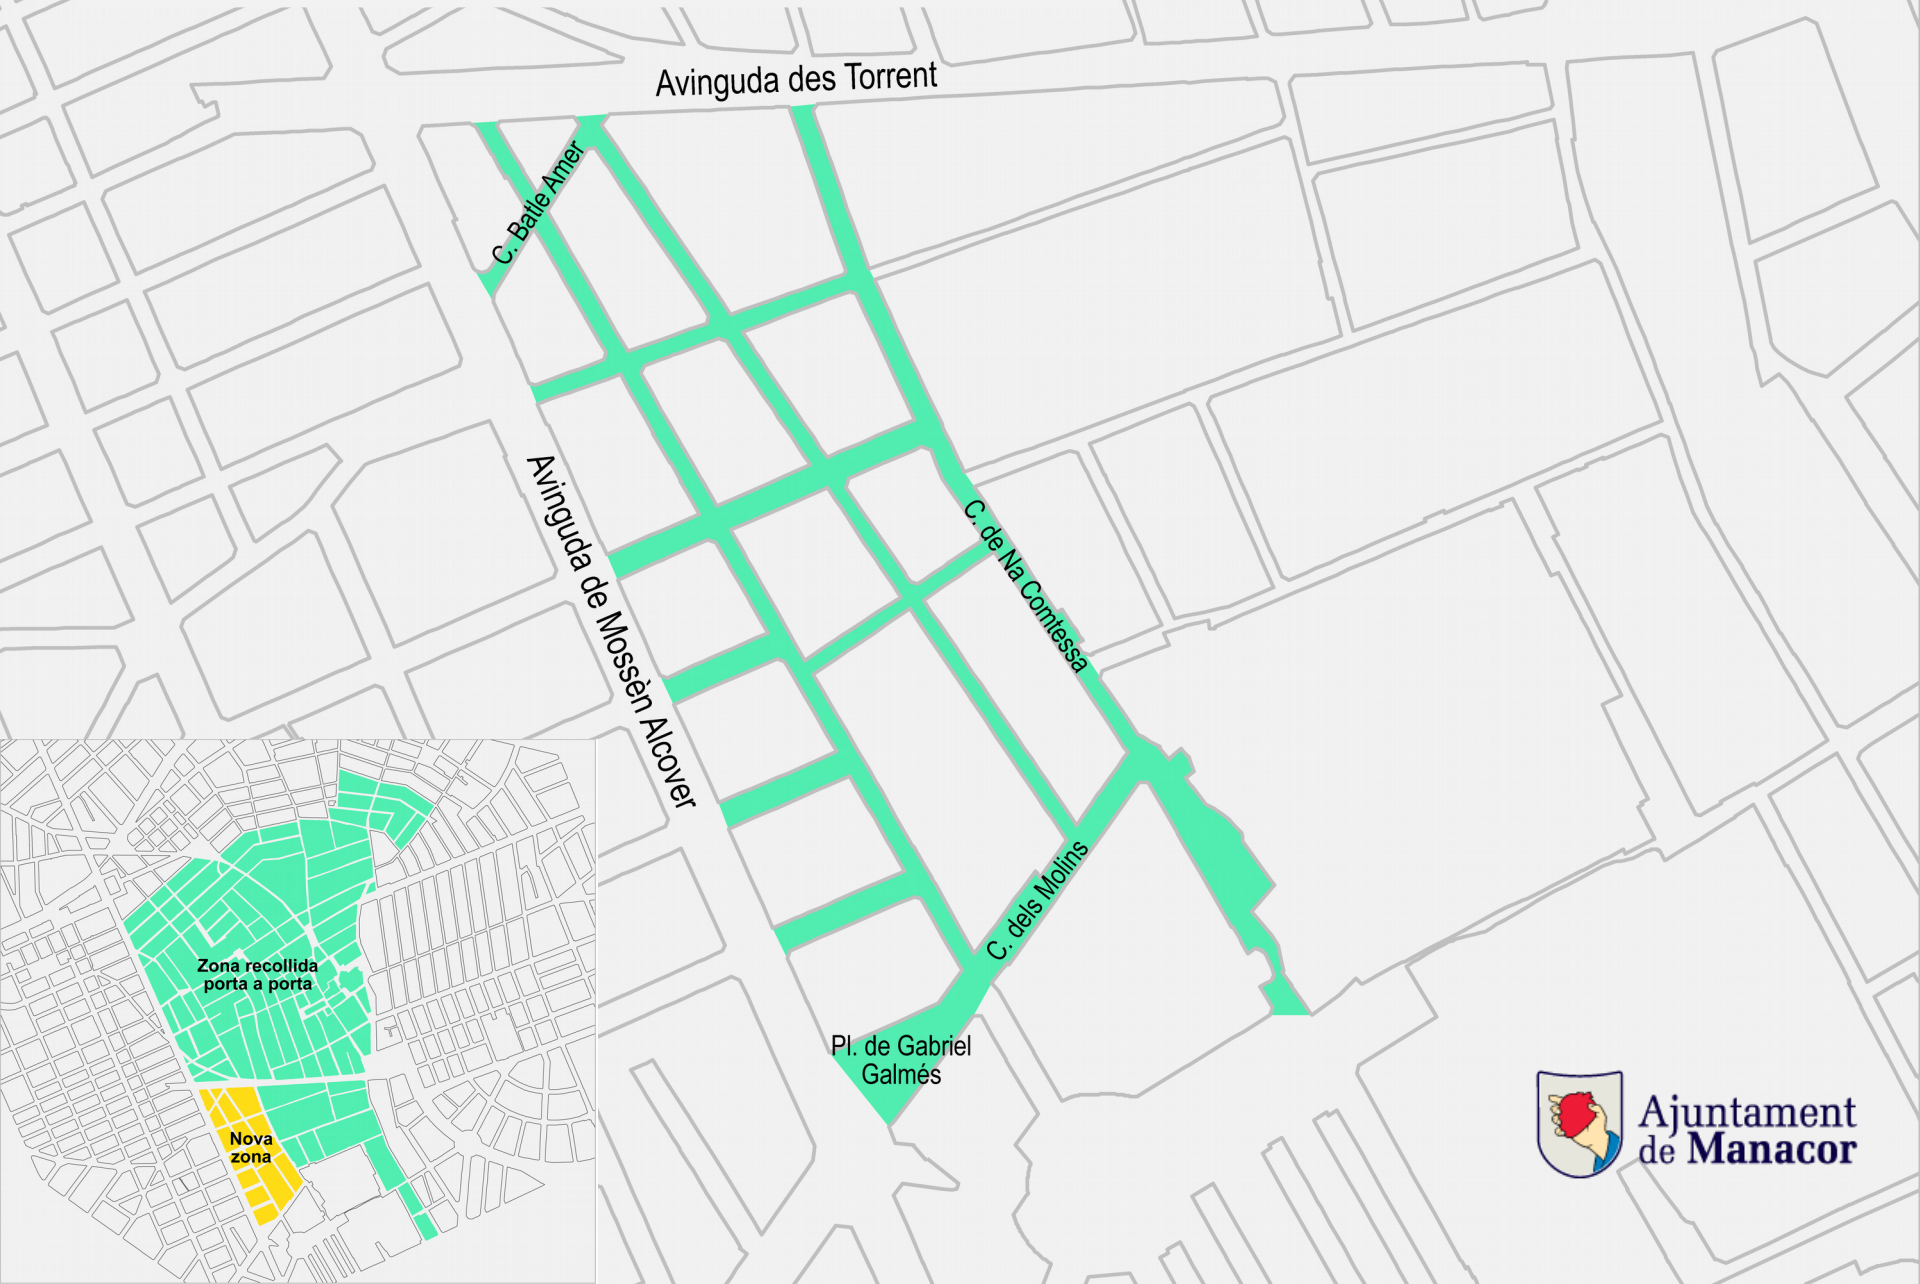 Avinguda des Torrent
C. Batle Amer
Avinguda de Mossèn Alcover
C. de Na Comtessa
C. dels Molins
Pl. de Gabriel
Galmés
Zona recollida
porta a porta
Nova
zona
Ajuntament
de Manacor